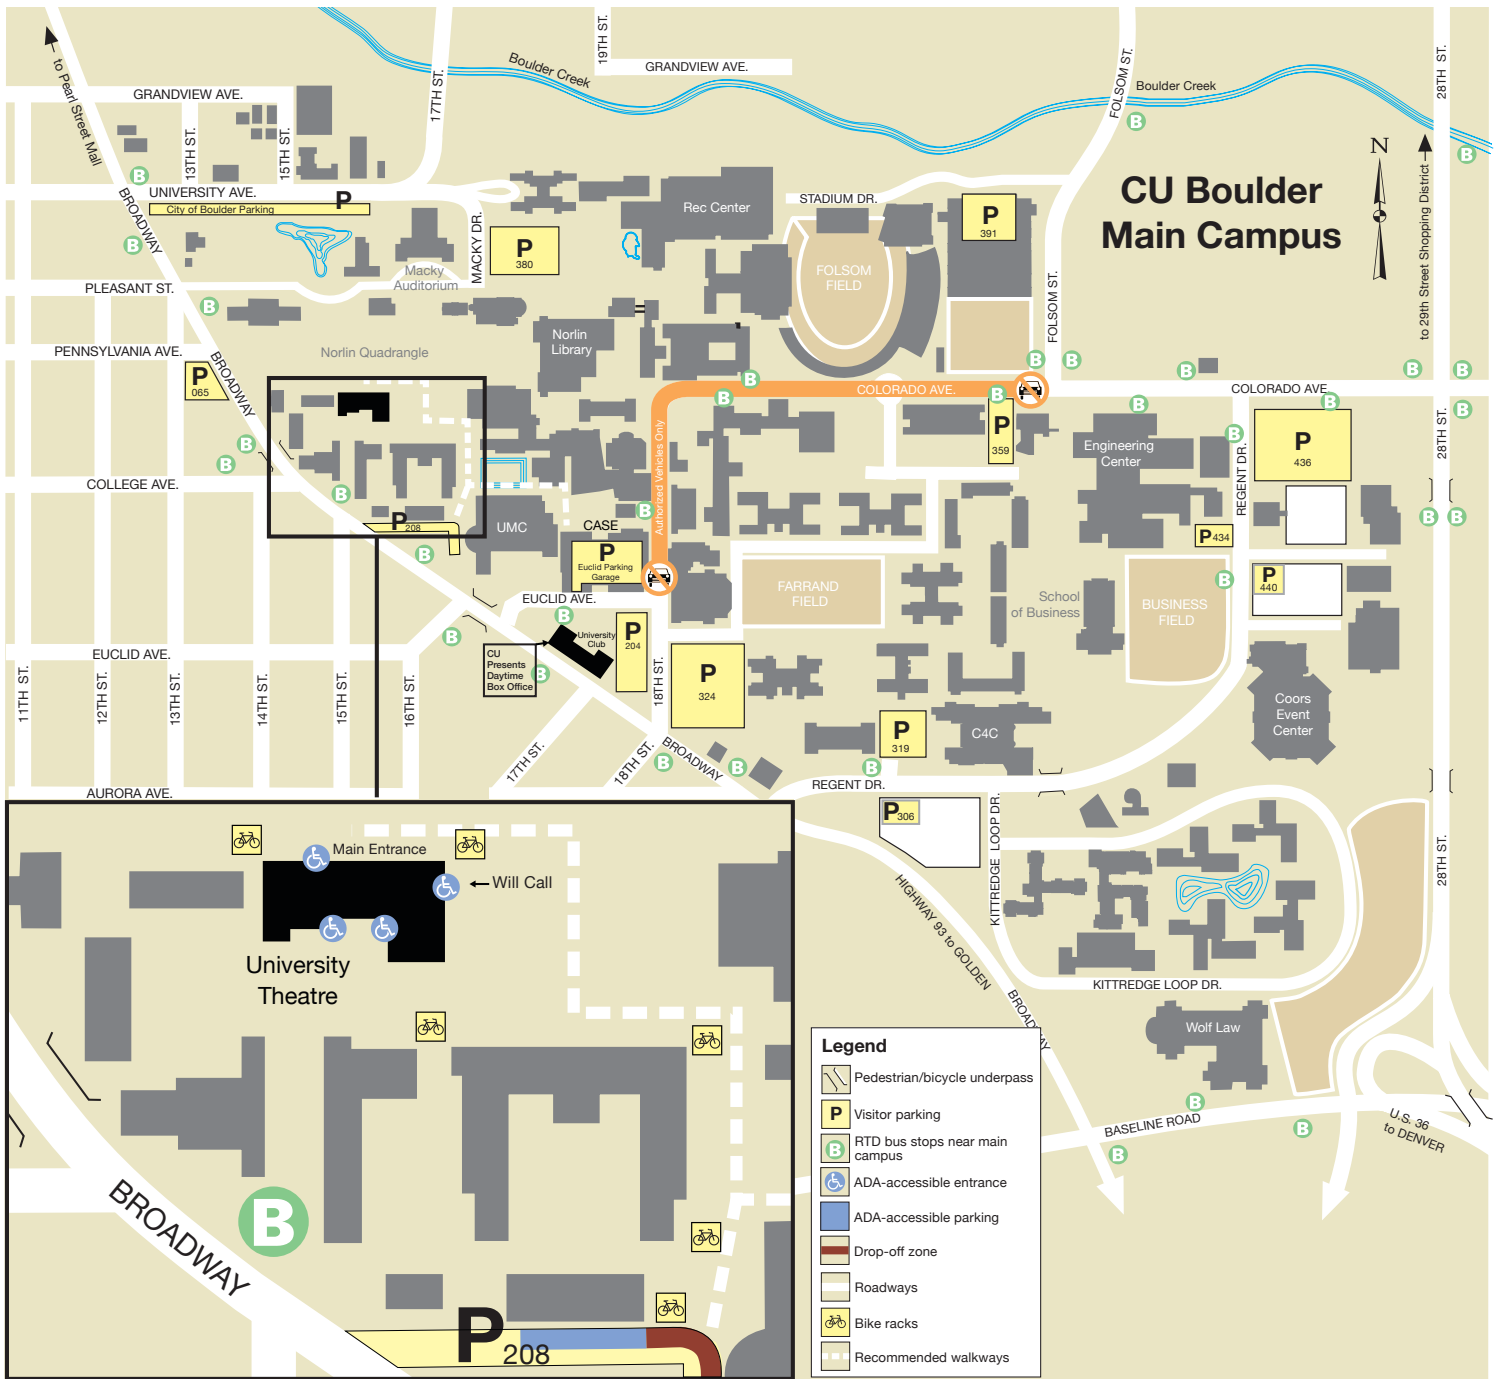 CU Boulder
Main Campus
N
to Pearl Street Mall
to 29th Street Shopping District
19TH ST.
GRANDVIEW AVE.
Boulder Creek
Boulder Creek
FOLSOM ST.
28TH ST.
17TH ST.
GRANDVIEW AVE.
13TH ST.
15TH ST.
B
B
B
UNIVERSITY AVE.
P
City of Boulder Parking
BROADWAY
B
MACKY DR.
Macky
Auditorium
P
380
Rec Center
STADIUM DR.
P
391
FOLSOM
FIELD
FOLSOM ST.
PLEASANT ST.
B
PENNSYLVANIA AVE.
Norlin Quadrangle
Norlin
Library
P
065
BROADWAY
B
B
B
B
B
B
B
COLORADO AVE.
COLORADO AVE.
B
B
B
B
B
B
B
Authorized Vehicles Only
P
359
Engineering
Center
REGENT DR.
P
436
28TH ST.
B
B
COLLEGE AVE.
B
P
208
B
UMC
CASE
B
P
Euclid Parking
Garage
P 434
B
B
P
440
B
FARRAND
FIELD
School
of Business
BUSINESS
FIELD
EUCLID AVE.
B
University
Club
P
204
CU
Presents
Daytime
Box Office
B
B
EUCLID AVE.
11TH ST.
12TH ST.
13TH ST.
14TH ST.
15TH ST.
16TH ST.
17TH ST.
18TH ST.
18TH ST.
P
324
BROADWAY
B
B
P
319
B
C4C
Coors
Event
Center
AURORA AVE.
REGENT DR.
P 306
KITTREDGE LOOP DR.
28TH ST.
HIGHWAY 93 to GOLDEN
BROADWAY
KITTREDGE LOOP DR.
Wolf Law
B
BASELINE ROAD
B
B
U.S. 36
to DENVER
Main Entrance
Will Call
University
Theatre
BROADWAY
B
P
208
Legend
Pedestrian/bicycle underpass
P Visitor parking
B RTD bus stops near main
campus
ADA-accessible entrance
ADA-accessible parking
Drop-off zone
Roadways
Bike racks
Recommended walkways